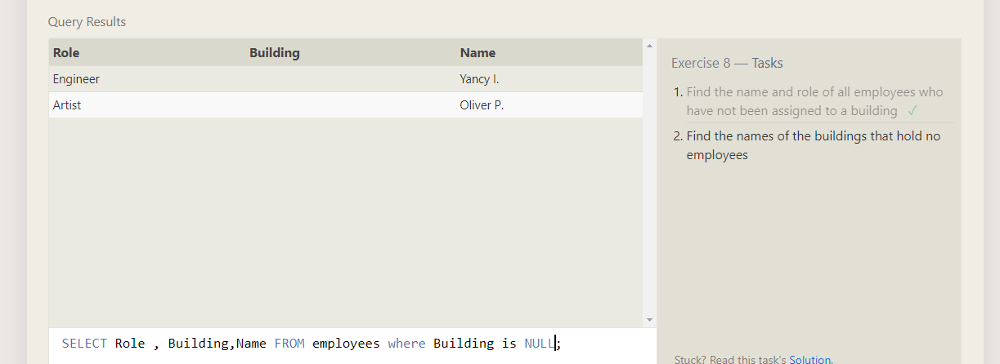 Query Results
Role Building Name
Engineer Yancy I.
Artist Oliver P.
Exercise 8 — Tasks
1. Find the name and role of all employees who
have not been assigned to a building ✓
2. Find the names of the buildings that hold no
employees
SELECT Role , Building,Name FROM employees where Building is NULL;
Stuck? Read this task's Solution.